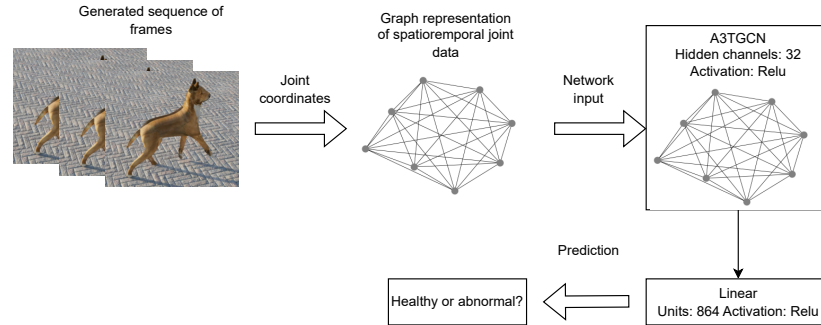 Generated sequence of
frames
Joint
coordinates
Graph representation
of spatioremporal joint
data
Network
input
A3TGCN
Hidden channels: 32
Activation: Relu
Linear
Units: 864 Activation: Relu
Prediction
Healthy or abnormal?